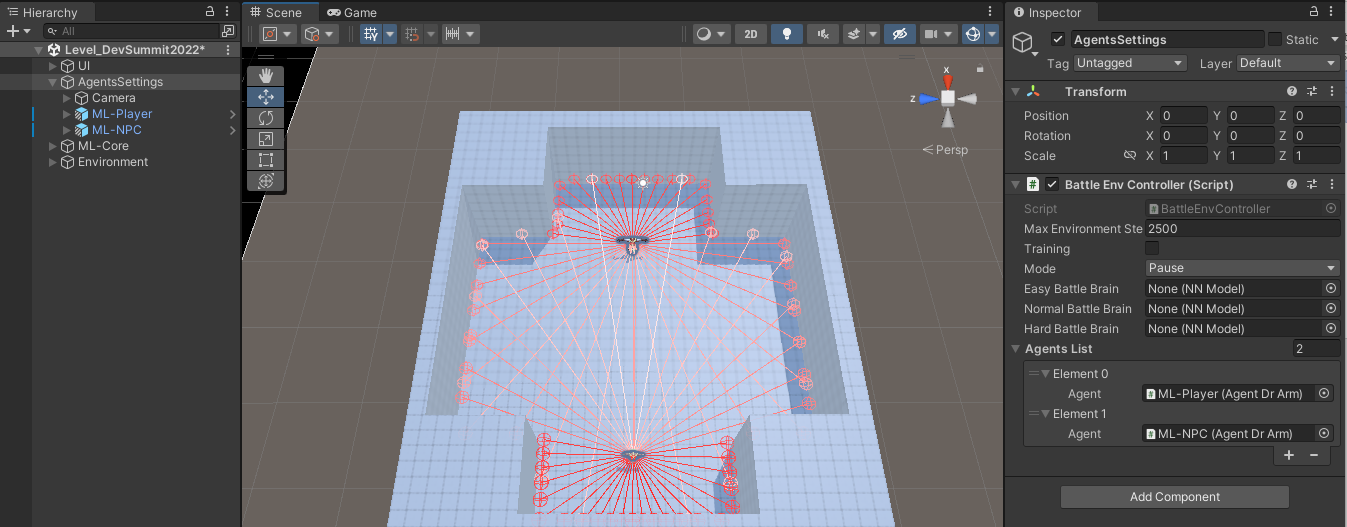 Hierarchy
All
Level_DevSummit2022*
UI
AgentsSettings
Camera
ML-Player
ML-NPC
ML-Core
Environment
Scene
Game
2D
x
z
Persp
Inspector
AgentsSettings
Static
Tag Untagged Layer Default
Transform
Position X 0 Y 0 Z 0
Rotation X 0 Y 0 Z 0
Scale X 1 Y 1 Z 1
Battle Env Controller (Script)
Script BattleEnvController
Max Environment Ste 2500
Training
Mode Pause
Easy Battle Brain None (NN Model)
Normal Battle Brain None (NN Model)
Hard Battle Brain None (NN Model)
Agents List 2
Element 0
Agent ML-Player (Agent Dr Arm)
Element 1
Agent ML-NPC (Agent Dr Arm)
Add Component